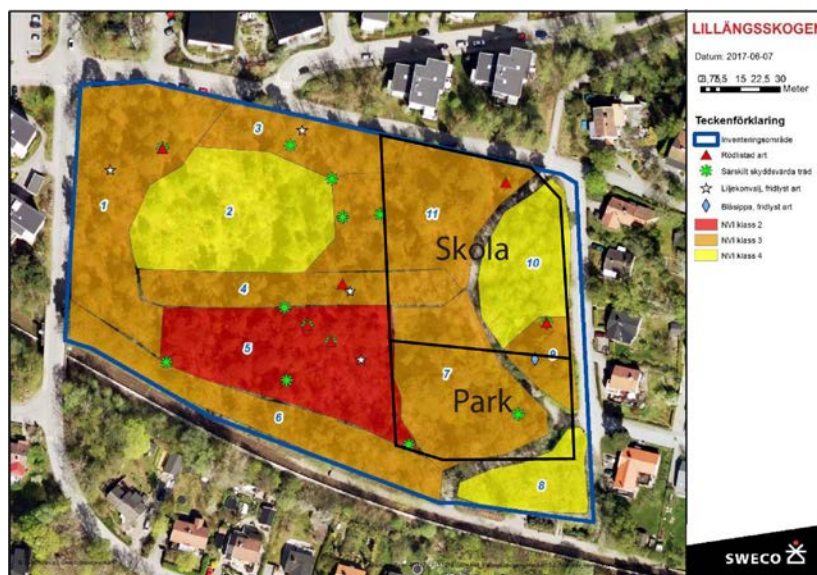 LILLÄNGSSKOGEN
Datum: 2017-06-07
0 3,75 7,5 15 22,5 30
Meter
Teckenförklaring
Inventeringsområde
Rödlistad art
Särskilt skyddsvärda träd
Liljekonvalj, fridlyst art
Blåsippa, fridlyst art
NVI klass 2
NVI klass 3
NVI klass 4
3
1
2
11
Skola
10
4
5
9
7
Park
6
8
SWECO